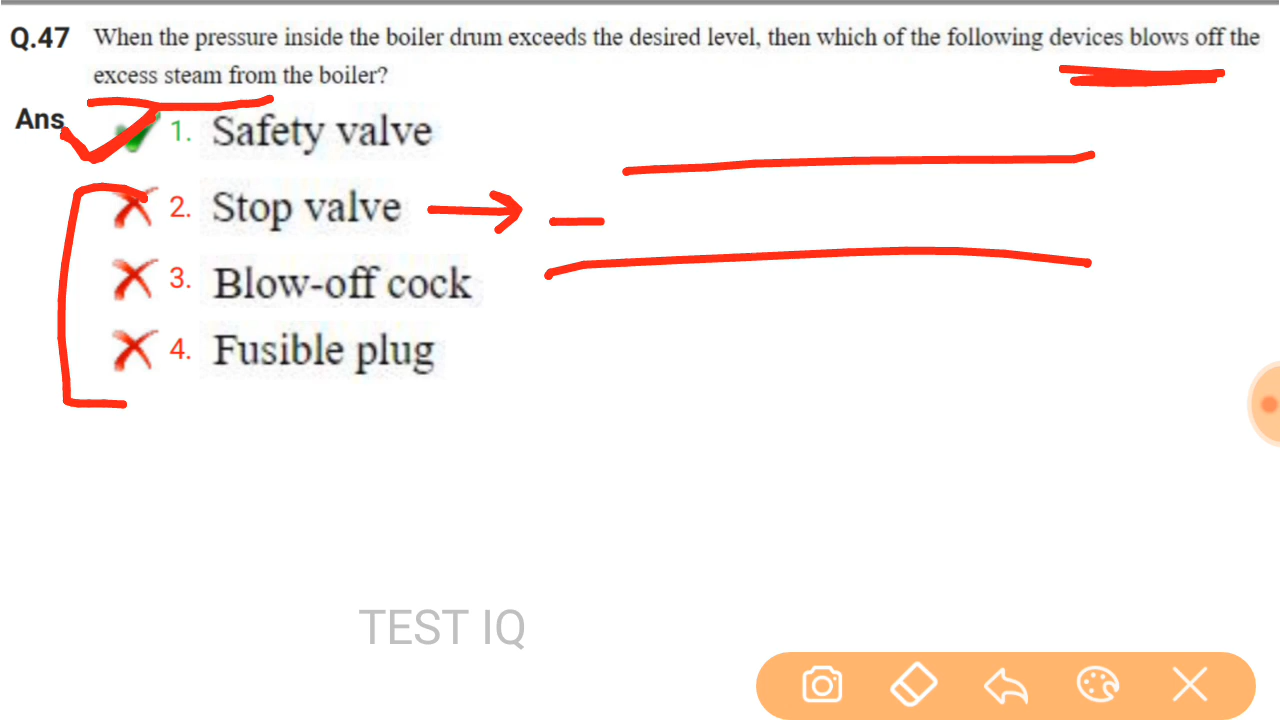 Q.47 When the pressure inside the boiler drum exceeds the desired level, then which of the following devices blows off the
excess steam from the boiler?
Ans 1. Safety valve
2. Stop valve
3. Blow-off cock
4. Fusible plug
TEST IQ